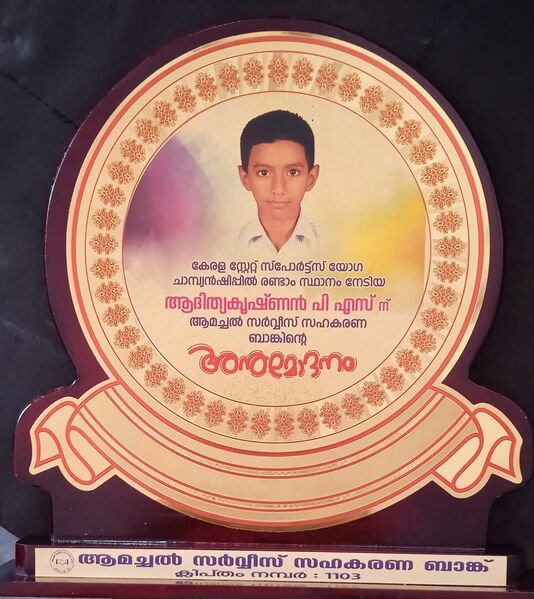 കേരള സ്റ്റേറ്റ് സ്പോർട്ട്സ് യോഗ
ചാമ്പ്യൻഷിപ്പിൽ രണ്ടാം സ്ഥാനം നേടിയ
ആദിത്യകൃഷ്ണൻ പി എസ് ന്
ആമച്ചൽ സർവ്വീസ് സഹകരണ
ബാങ്കിന്റെ
അനുമോദനം
ആമച്ചൽ സർവ്വീസ് സഹകരണ ബാങ്ക്
ക്ലിപ്തം നമ്പർ : 1103